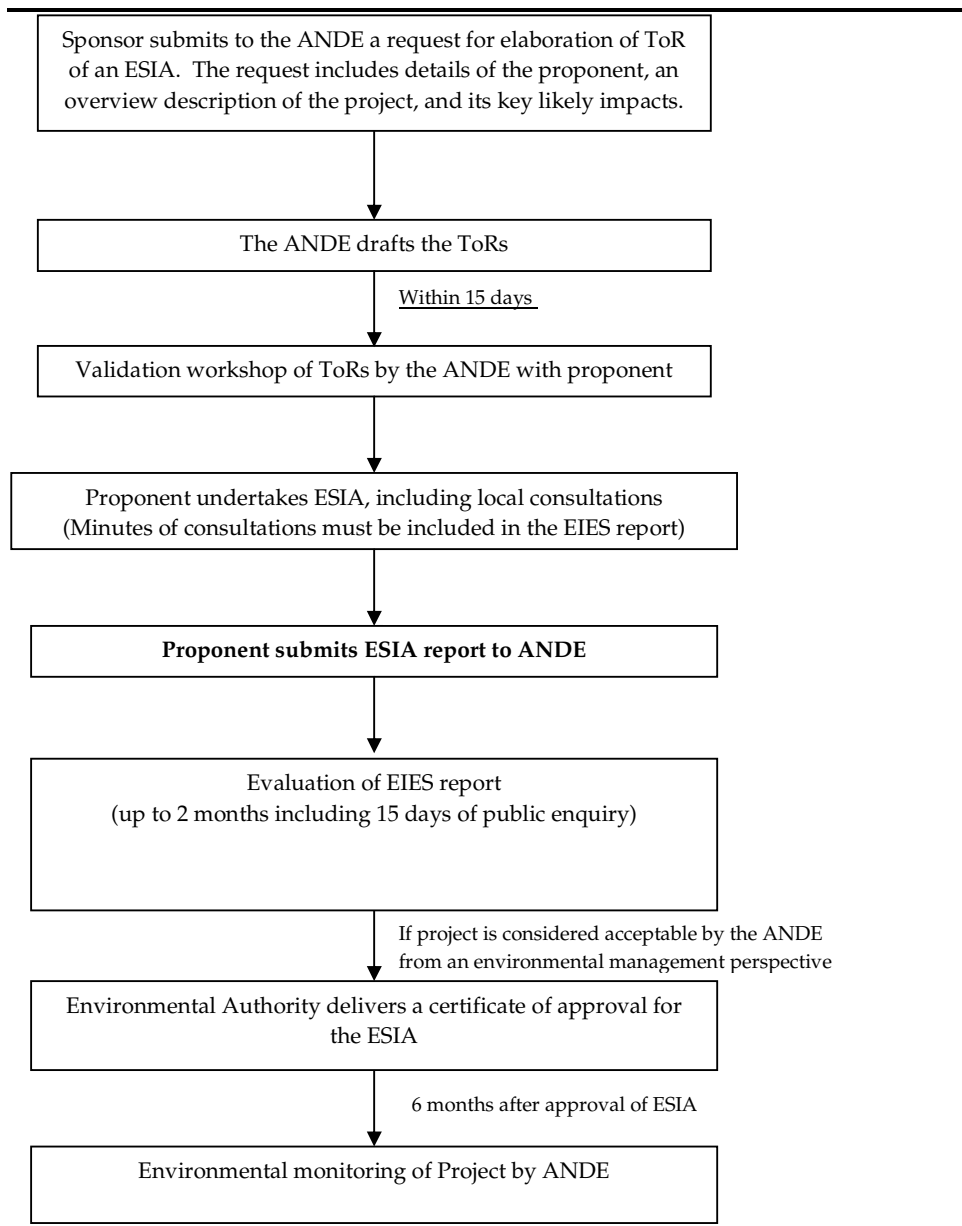 Sponsor submits to the ANDE a request for elaboration of ToR
of an ESIA.  The request includes details of the proponent, an
overview description of the project, and its key likely impacts.
The ANDE drafts the ToRs
Within 15 days
Validation workshop of ToRs by the ANDE with proponent
Proponent undertakes ESIA, including local consultations
(Minutes of consultations must be included in the EIES report)
Proponent submits ESIA report to ANDE
Evaluation of EIES report
(up to 2 months including 15 days of public enquiry)
If project is considered acceptable by the ANDE
from an environmental management perspective
Environmental Authority delivers a certificate of approval for
the ESIA
6 months after approval of ESIA
Environmental monitoring of Project by ANDE